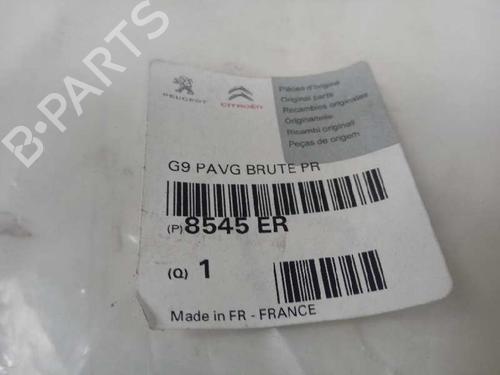 B-PARTS
PEUGEOT
CITROËN
Pièces d'origine
Original parts
Recambios originales
Originalteile
Ricambi originali
Peças de origem
G9 PAVG BRUTE PR
(P) 8545 ER
(Q) 1
Made in FR - FRANCE